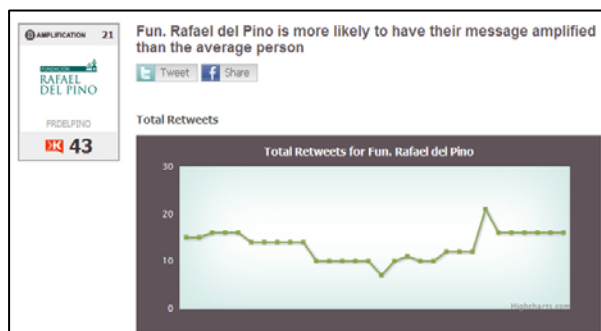 AMPLIFICATION 21
FUNDACIÓN
RAFAEL
DEL PINO
FRDELPINO
K 43
Fun. Rafael del Pino is more likely to have their message amplified
than the average person
t Tweet f Share
Total Retweets
Total Retweets for Fun. Rafael del Pino
30
20
10
0
Highcharts.com